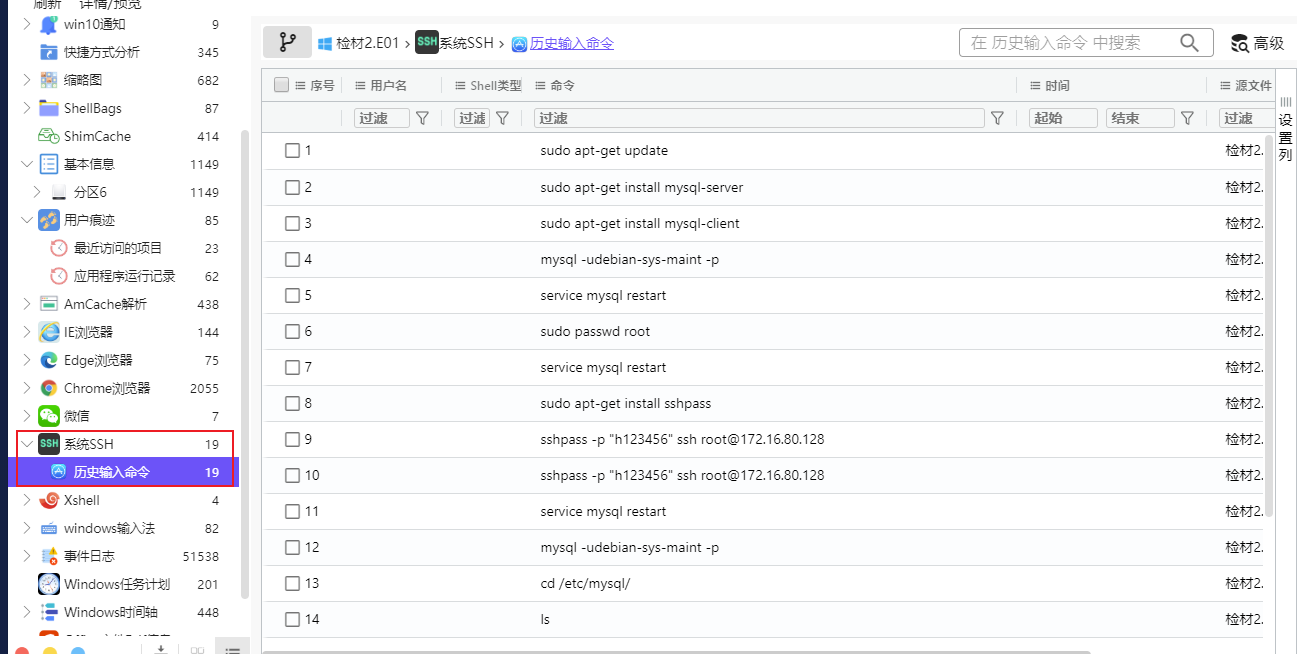 刷新 详情/预览
win10通知 9
快捷方式分析 345
缩略图 682
ShellBags 87
ShimCache 414
基本信息 1149
分区6 1149
用户痕迹 85
最近访问的项目 23
应用程序运行记录 62
AmCache解析 438
IE浏览器 144
Edge浏览器 75
Chrome浏览器 2055
微信 7
SSH 系统SSH 19
历史输入命令 19
Xshell 4
windows输入法 82
事件日志 51538
Windows任务计划 201
Windows时间轴 448
检材2.E01 › SSH 系统SSH › 历史输入命令
在 历史输入命令 中搜索
高级
序号 用户名 Shell类型 命令 时间 源文件
过滤 过滤 过滤 起始 结束 过滤
1 sudo apt-get update 检材2.
2 sudo apt-get install mysql-server 检材2.
3 sudo apt-get install mysql-client 检材2.
4 mysql -udebian-sys-maint -p 检材2.
5 service mysql restart 检材2.
6 sudo passwd root 检材2.
7 service mysql restart 检材2.
8 sudo apt-get install sshpass 检材2.
9 sshpass -p "h123456" ssh root@172.16.80.128 检材2.
10 sshpass -p "h123456" ssh root@172.16.80.128 检材2.
11 service mysql restart 检材2.
12 mysql -udebian-sys-maint -p 检材2.
13 cd /etc/mysql/ 检材2.
14 ls 检材2.
设置列